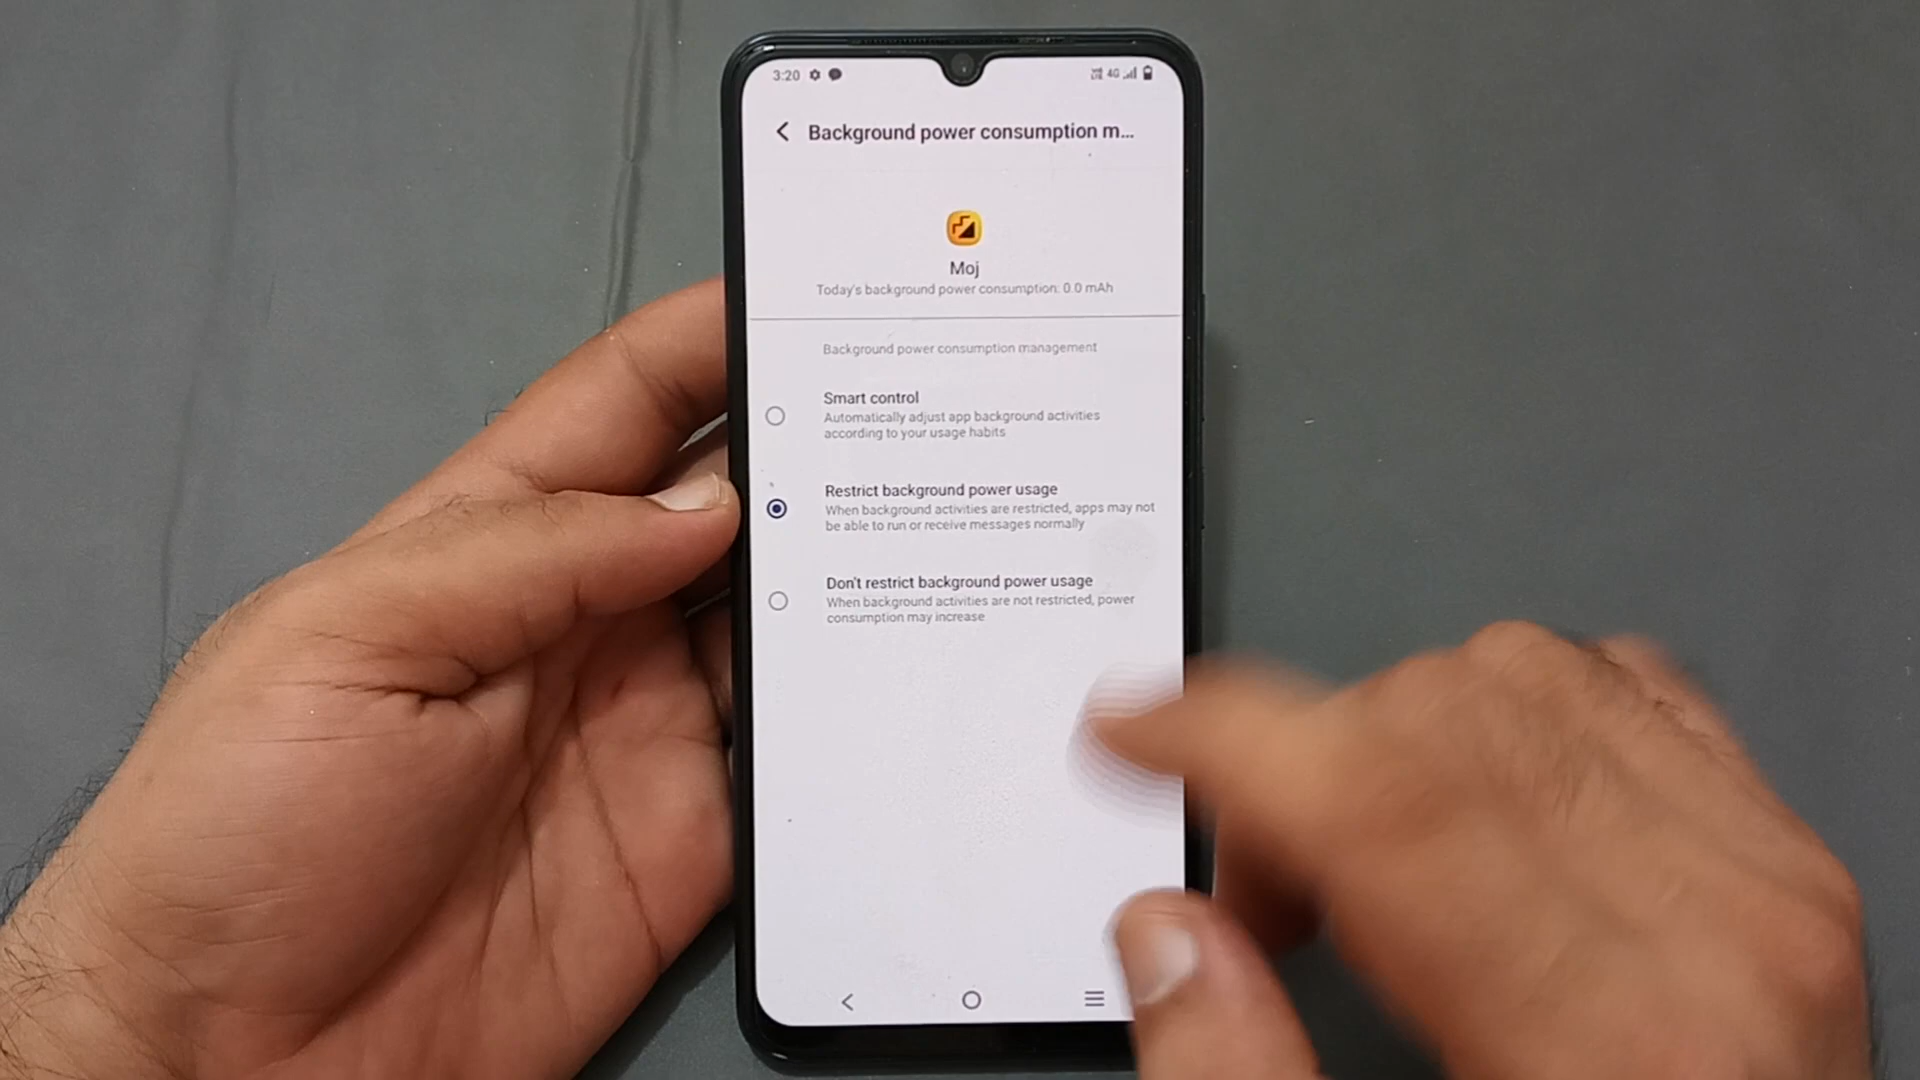 3:20
4G
Background power consumption m...
Moj
Today's background power consumption: 0.0 mAh
Background power consumption management
Smart control
Automatically adjust app background activities
according to your usage habits
Restrict background power usage
When background activities are restricted, apps may not
be able to run or receive messages normally
Don't restrict background power usage
When background activities are not restricted, power
consumption may increase